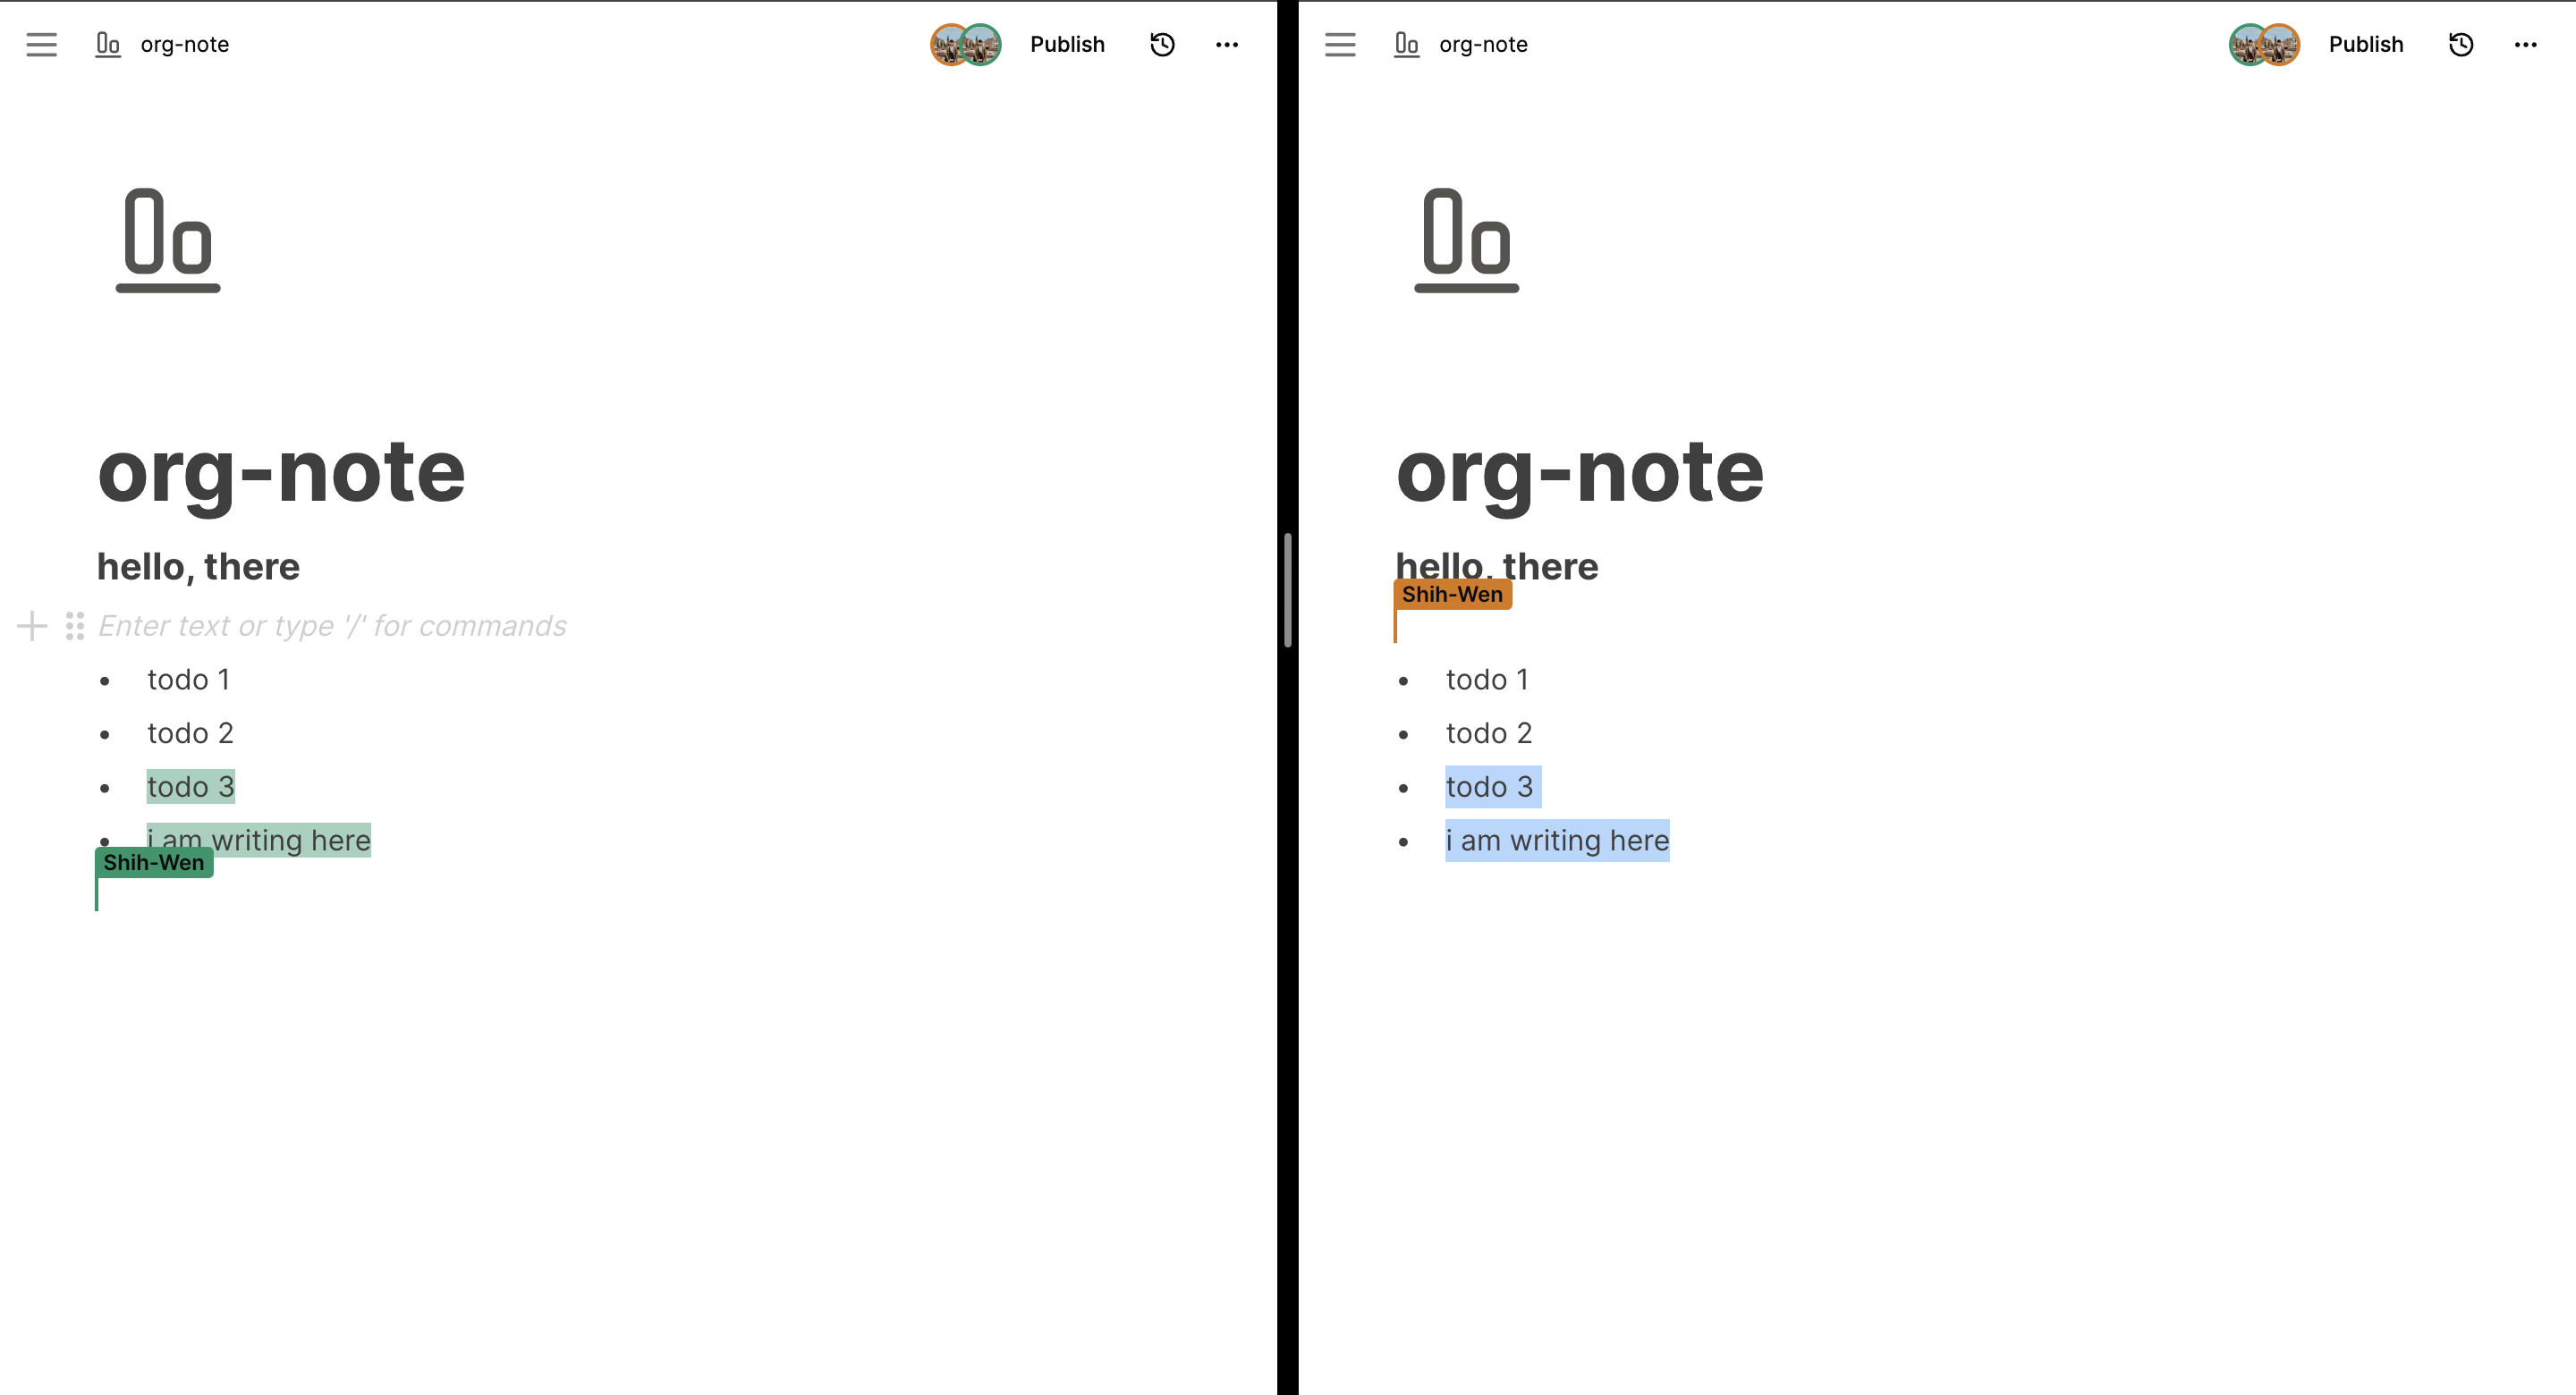 org-note
Publish
org-note
hello, there
Enter text or type '/' for commands
todo 1
todo 2
todo 3
i am writing here
Shih-Wen
org-note
Publish
org-note
hello, there
Shih-Wen
todo 1
todo 2
todo 3
i am writing here